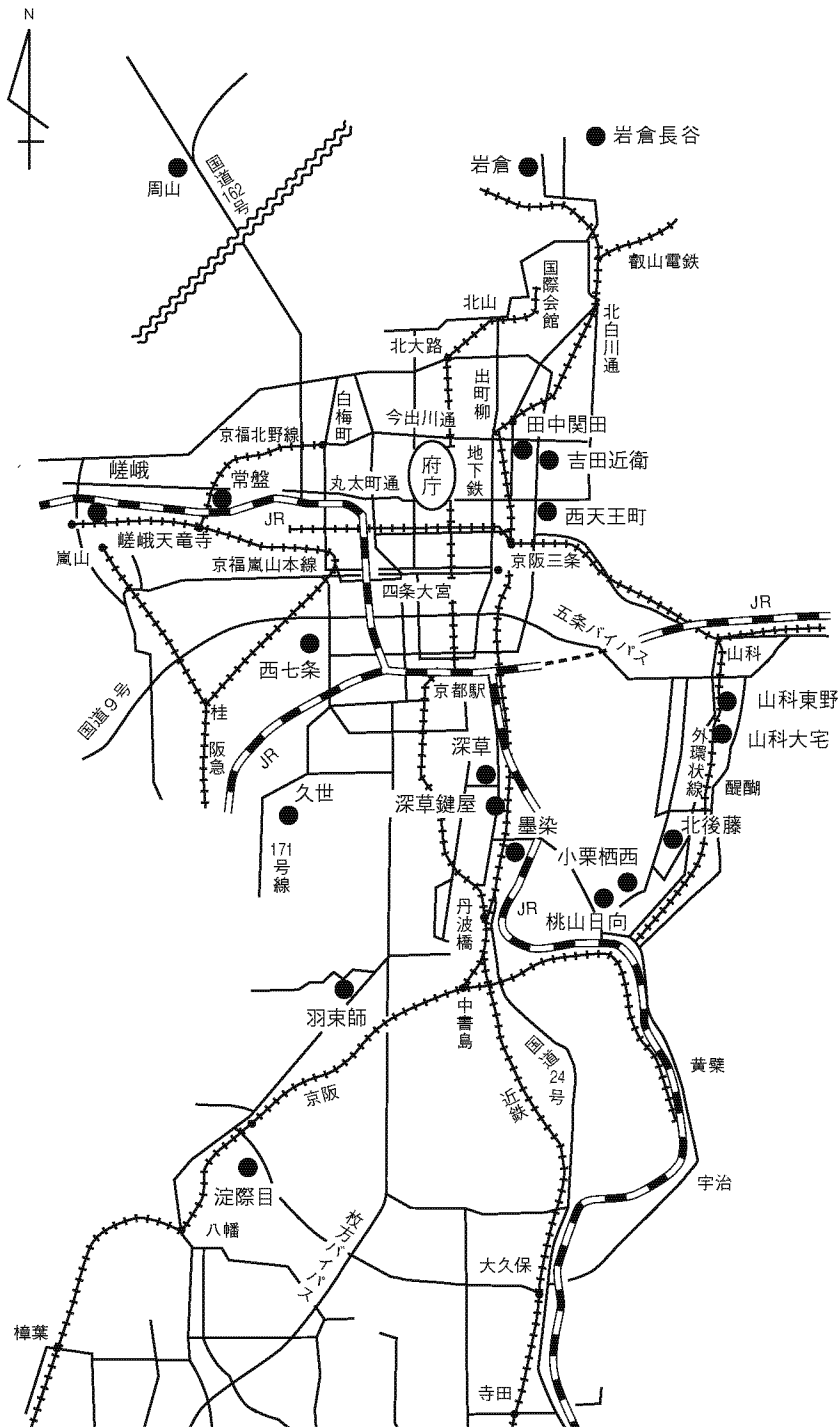 N
岩倉長谷
岩倉
周山
国道162号
叡山電鉄
国際会館
北山
北大路
北白川通
出町柳
白梅町
今出川通
田中関田
京福北野線
地下鉄
吉田近衛
府庁
嵯峨
常盤
丸太町通
西天王町
JR
嵐山
嵯峨天竜寺
京福嵐山本線
京阪三条
四条大宮
五条バイパス
JR
西七条
山科
京都駅
国道9号
桂
山科東野
JR
阪急
深草
外環状線
山科大宅
久世
深草鍵屋
醍醐
墨染
北後藤
171号線
小栗栖西
JR
桃山日向
丹波橋
羽束師
中書島
国道24号
黄檗
京阪
近鉄
淀際目
宇治
八幡
枚方バイパス
大久保
樟葉
寺田